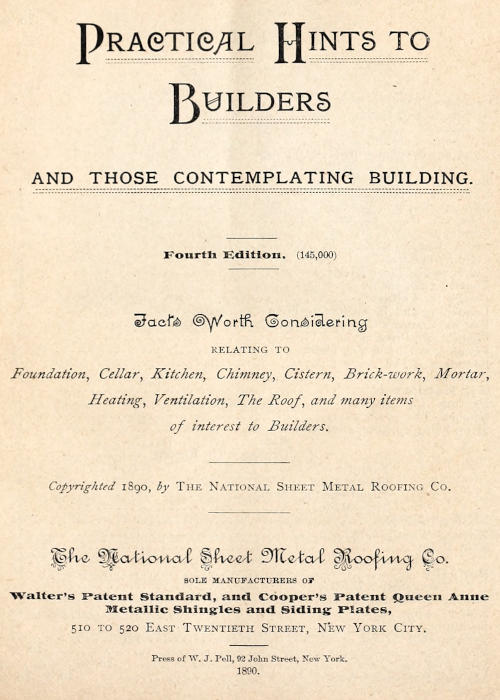 PRACTICAL HINTS TO
BUILDERS
AND THOSE CONTEMPLATING BUILDING.
Fourth Edition. (145,000)
Facts Worth Considering
RELATING TO
Foundation, Cellar, Kitchen, Chimney, Cistern, Brick-work, Mortar,
Heating, Ventilation, The Roof, and many items
of interest to Builders.
Copyrighted 1890, by THE NATIONAL SHEET METAL ROOFING CO.
The National Sheet Metal Roofing Co.
SOLE MANUFACTURERS OF
Walter's Patent Standard, and Cooper's Patent Queen Anne
Metallic Shingles and Siding Plates,
510 TO 520 EAST TWENTIETH STREET, NEW YORK CITY.
Press of W. J. Pell, 92 John Street, New York.
1890.